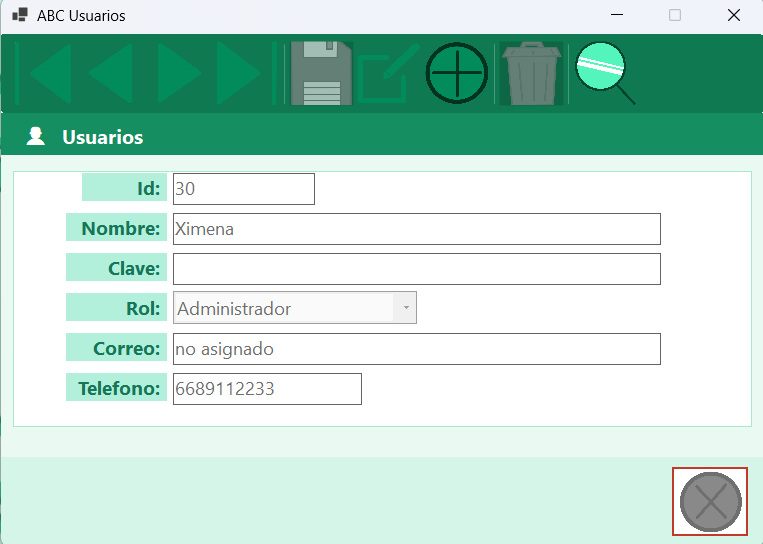 ABC Usuarios
Usuarios
Id: 30
Nombre: Ximena
Clave:
Rol: Administrador
Correo: no asignado
Telefono: 6689112233